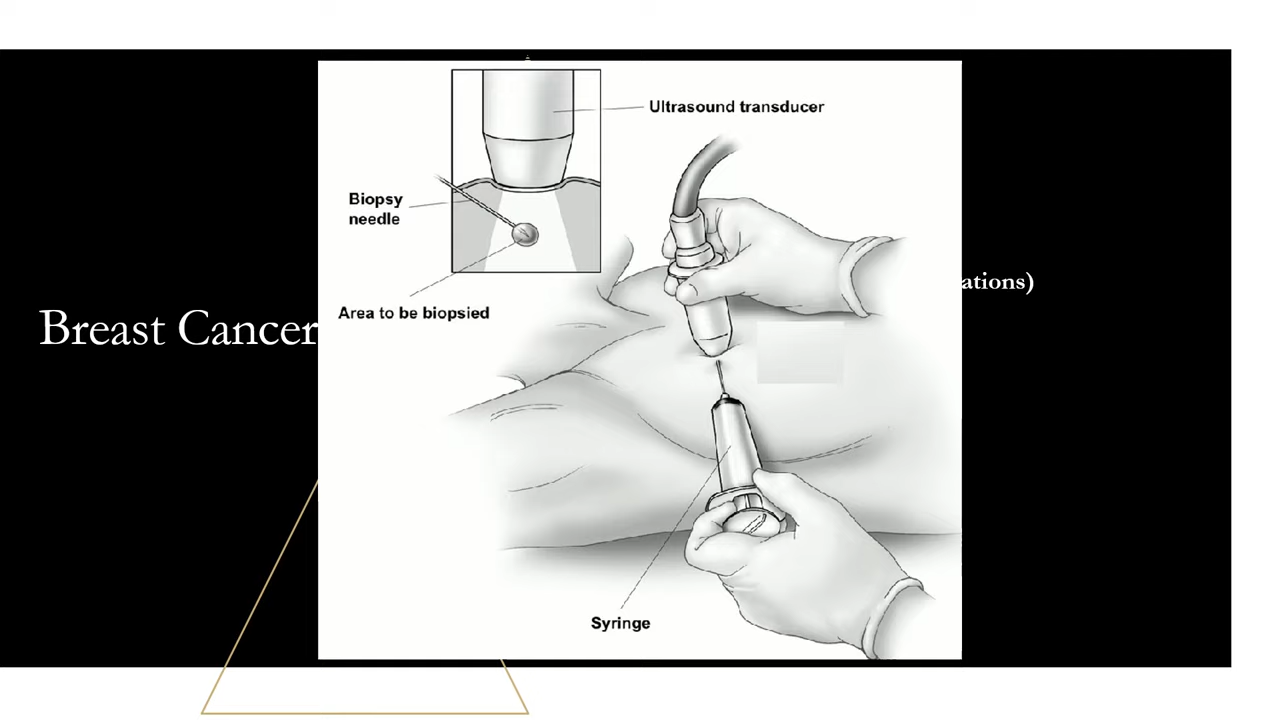 Ultrasound transducer
Biopsy
needle
Area to be biopsied
ations)
Breast Cancer
Syringe